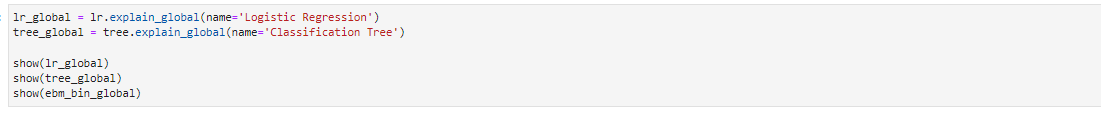 lr_global = lr.explain_global(name='Logistic Regression')
tree_global = tree.explain_global(name='Classification Tree')
show(lr_global)
show(tree_global)
show(ebm_bin_global)